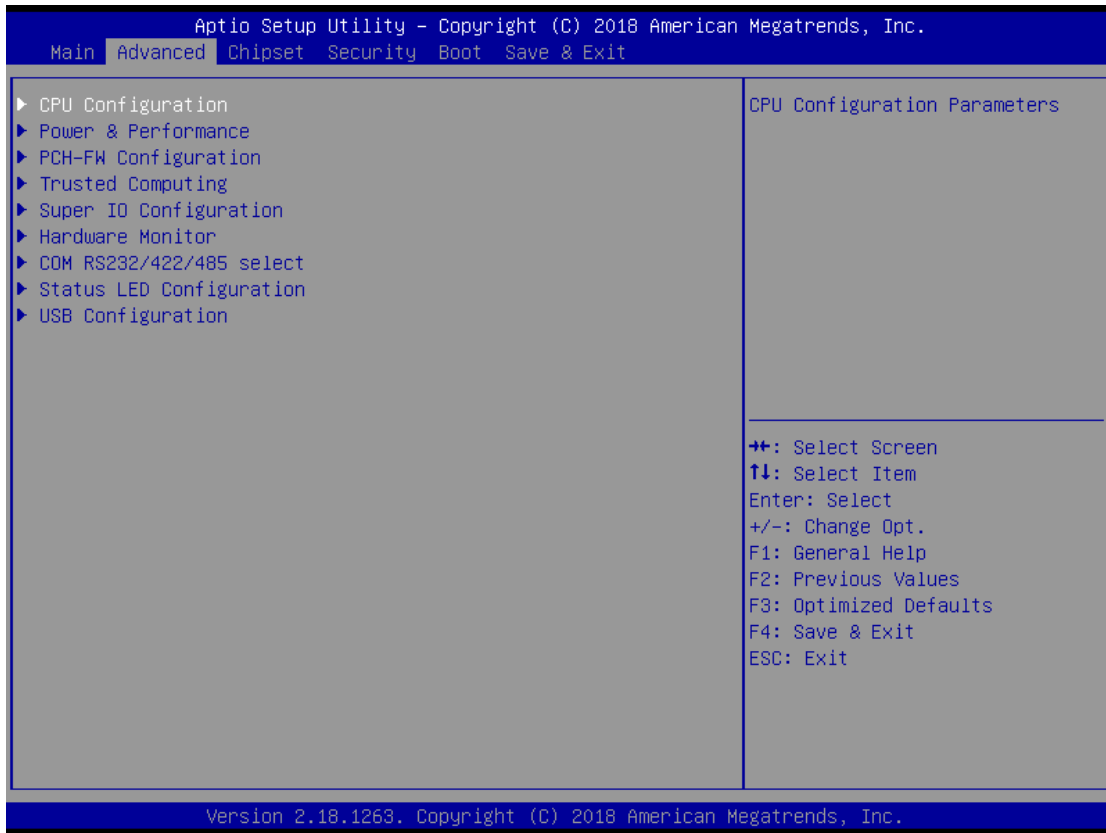 Aptio Setup Utility – Copyright (C) 2018 American Megatrends, Inc.
Main Advanced Chipset Security Boot Save & Exit
▶ CPU Configuration
▶ Power & Performance
▶ PCH-FW Configuration
▶ Trusted Computing
▶ Super IO Configuration
▶ Hardware Monitor
▶ COM RS232/422/485 select
▶ Status LED Configuration
▶ USB Configuration
CPU Configuration Parameters
→←: Select Screen
↑↓: Select Item
Enter: Select
+/-: Change Opt.
F1: General Help
F2: Previous Values
F3: Optimized Defaults
F4: Save & Exit
ESC: Exit
Version 2.18.1263. Copyright (C) 2018 American Megatrends, Inc.